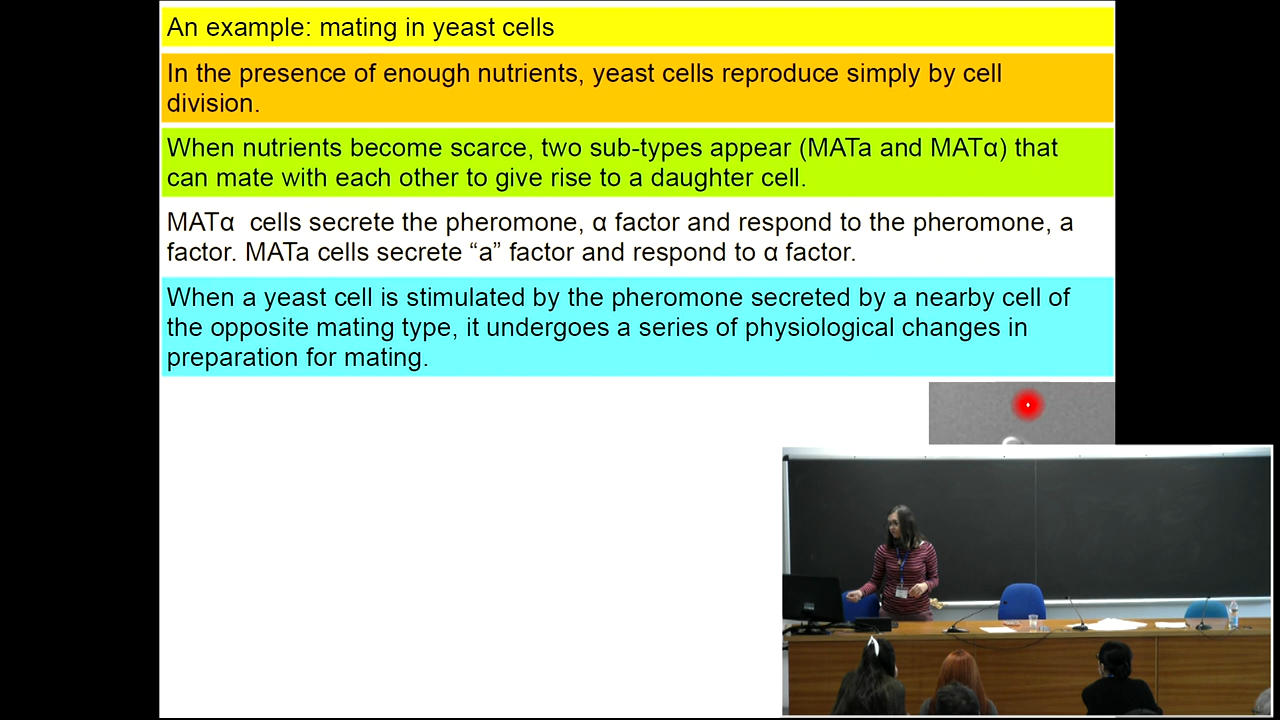 An example: mating in yeast cells
In the presence of enough nutrients, yeast cells reproduce simply by cell
division.
When nutrients become scarce, two sub-types appear (MATa and MATα) that
can mate with each other to give rise to a daughter cell.
MATα  cells secrete the pheromone, α factor and respond to the pheromone, a
factor. MATa cells secrete “a” factor and respond to α factor.
When a yeast cell is stimulated by the pheromone secreted by a nearby cell of
the opposite mating type, it undergoes a series of physiological changes in
preparation for mating.